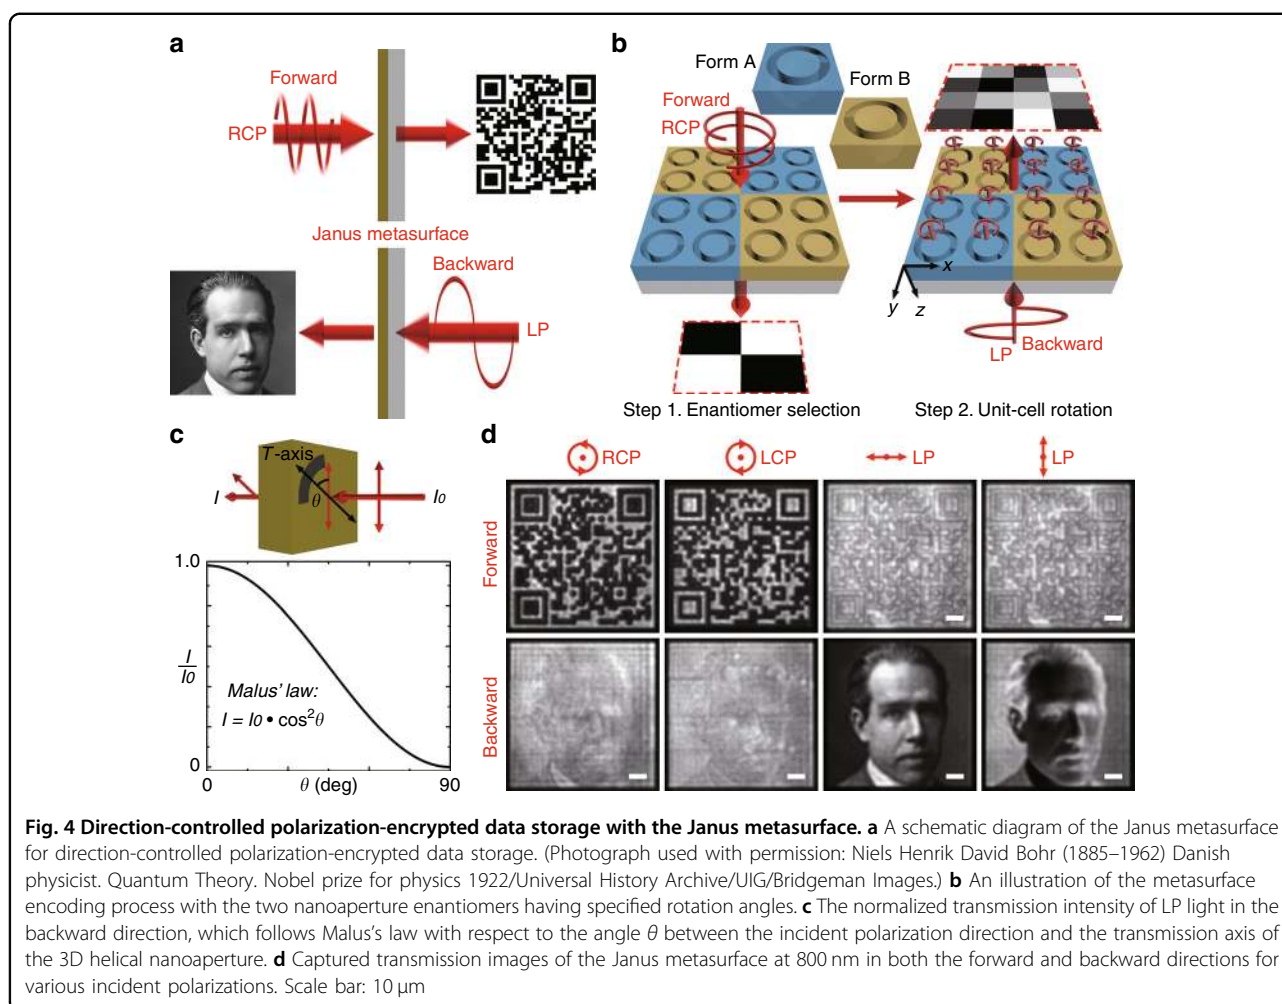 a
Forward
RCP
Janus metasurface
Backward
LP
b
Form A
Form B
Forward
RCP
x
y
z
LP
Backward
Step 1. Enantiomer selection
Step 2. Unit-cell rotation
c
T-axis
θ
I
I0
1.0
I
I0
Malus’ law:
I = I0 • cos²θ
0
0
θ (deg)
90
d
RCP
LCP
LP
LP
Forward
Backward
Fig. 4 Direction-controlled polarization-encrypted data storage with the Janus metasurface. a A schematic diagram of the Janus metasurface
for direction-controlled polarization-encrypted data storage. (Photograph used with permission: Niels Henrik David Bohr (1885–1962) Danish
physicist. Quantum Theory. Nobel prize for physics 1922/Universal History Archive/UIG/Bridgeman Images.) b An illustration of the metasurface
encoding process with the two nanoaperture enantiomers having specified rotation angles. c The normalized transmission intensity of LP light in the
backward direction, which follows Malus’s law with respect to the angle θ between the incident polarization direction and the transmission axis of
the 3D helical nanoaperture. d Captured transmission images of the Janus metasurface at 800 nm in both the forward and backward directions for
various incident polarizations. Scale bar: 10 μm